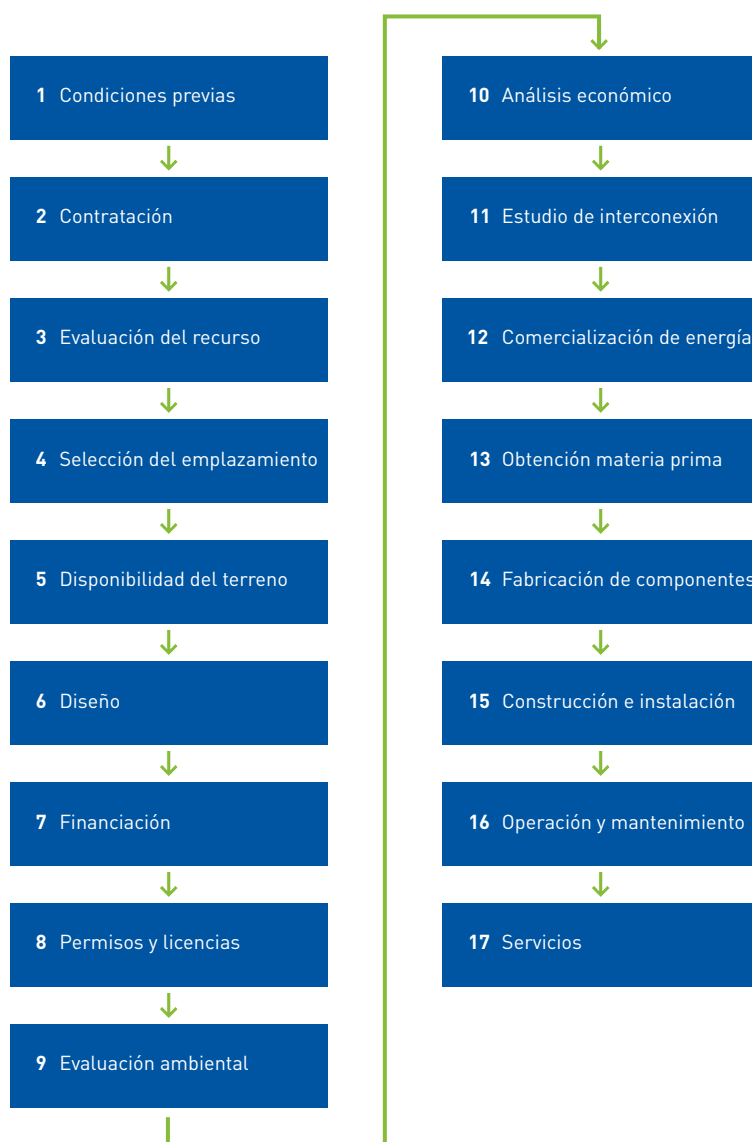 1 Condiciones previas
2 Contratación
3 Evaluación del recurso
4 Selección del emplazamiento
5 Disponibilidad del terreno
6 Diseño
7 Financiación
8 Permisos y licencias
9 Evaluación ambiental
10 Análisis económico
11 Estudio de interconexión
12 Comercialización de energía
13 Obtención materia prima
14 Fabricación de componentes
15 Construcción e instalación
16 Operación y mantenimiento
17 Servicios